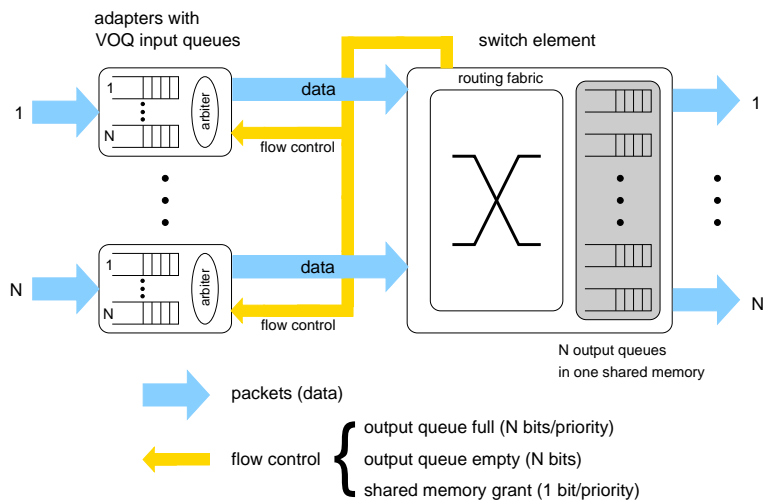 adapters with
VOQ input queues
switch element
routing fabric
1
1
N
arbiter
data
flow control
1
N
1
N
arbiter
data
flow control
N
N output queues
in one shared memory
packets (data)
flow control
output queue full (N bits/priority)
output queue empty (N bits)
shared memory grant (1 bit/priority)